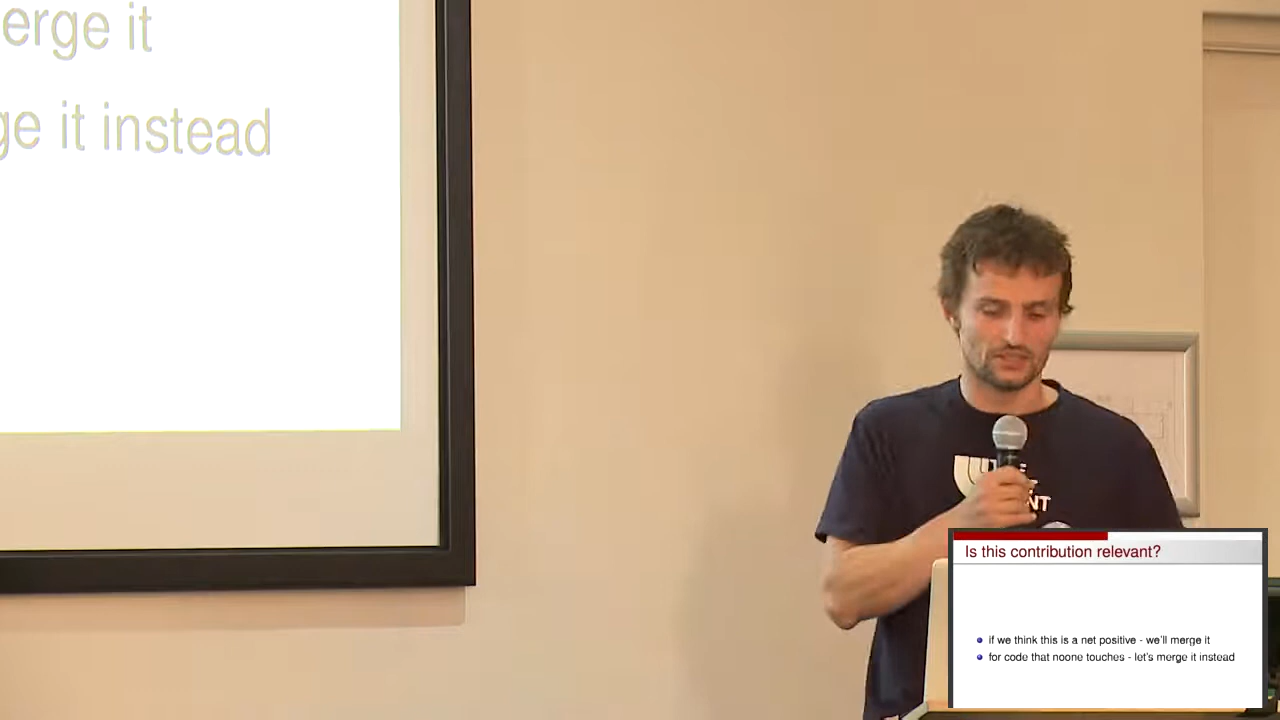 erge it
ge it instead
NT
Is this contribution relevant?
if we think this is a net positive - we'll merge it
for code that noone touches - let's merge it instead